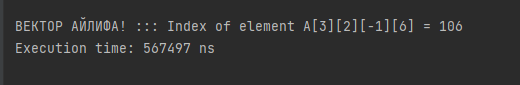 ВЕКТОР АЙЛИФА! ::: Index of element A[3][2][-1][6] = 106
Execution time: 567497 ns